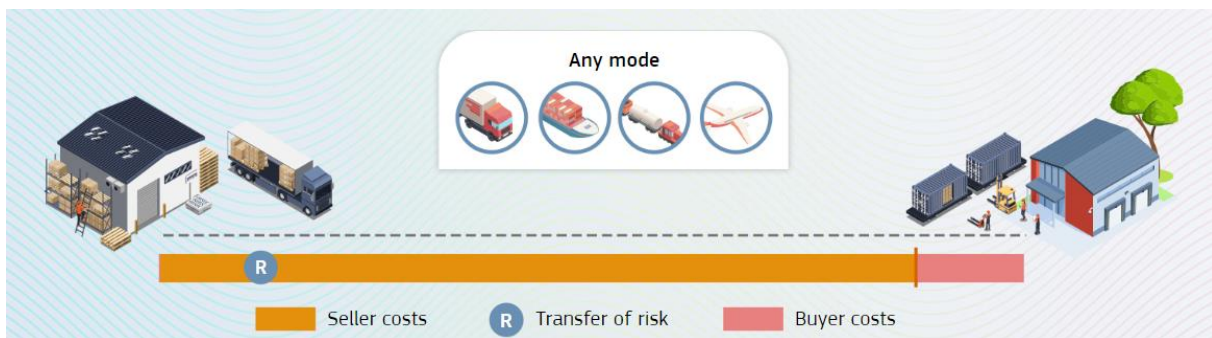 Any mode
R
Seller costs
R
Transfer of risk
Buyer costs